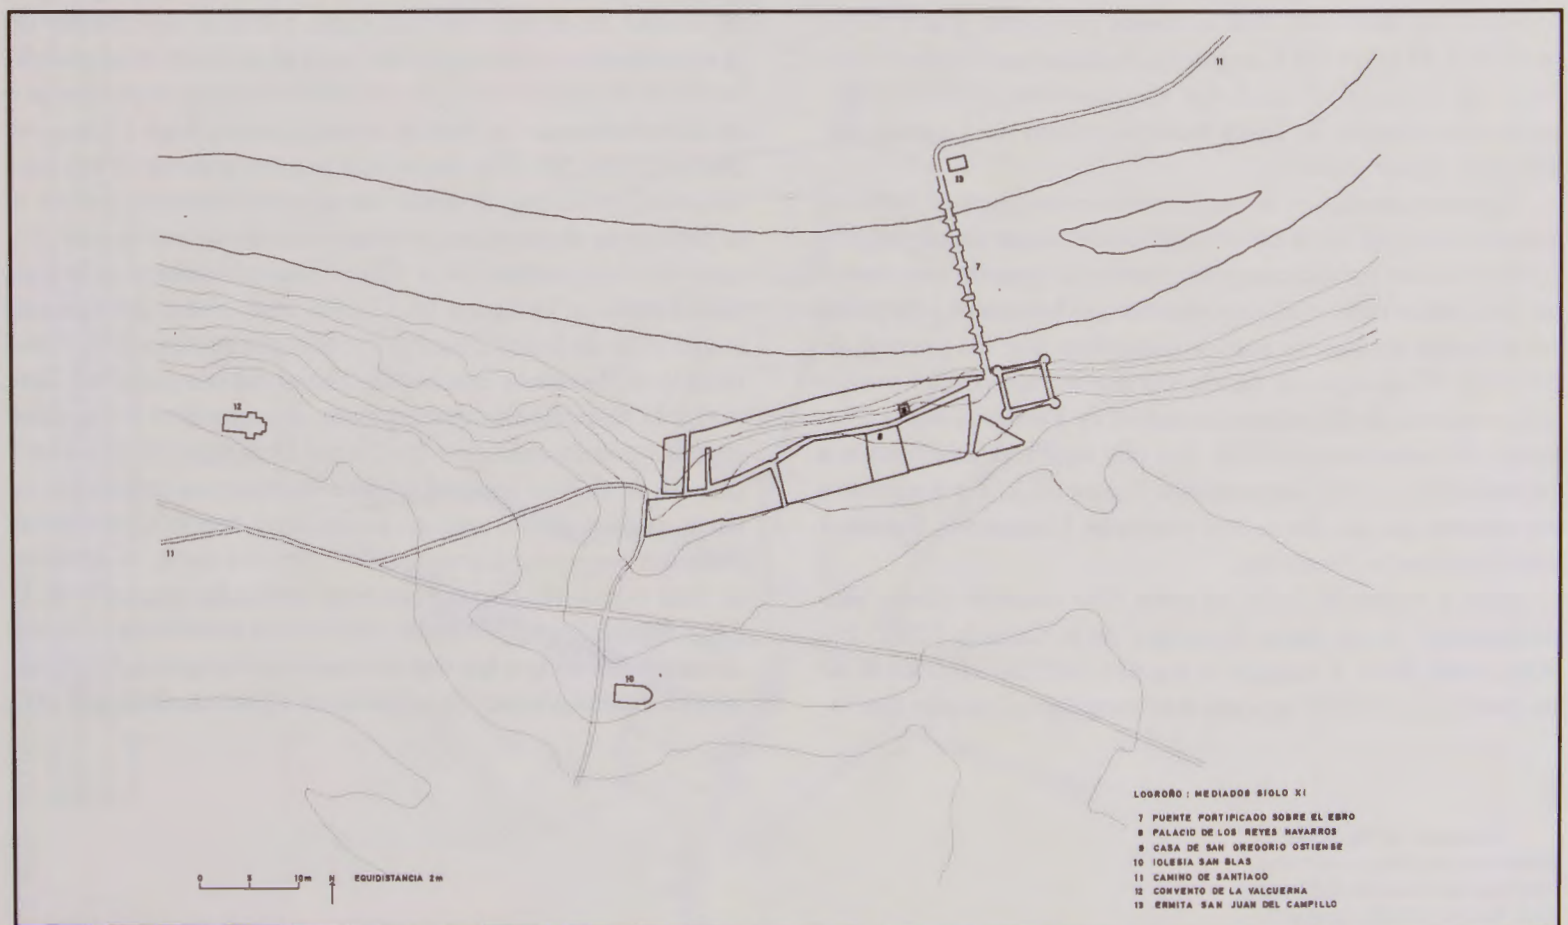 11
13
7
12
9
8
11
10
LOGROÑO : MEDIADOS SIGLO XI
7 PUENTE FORTIFICADO SOBRE EL EBRO
8 PALACIO DE LOS REYES NAVARROS
9 CASA DE SAN GREGORIO OSTIENSE
10 IGLESIA SAN BLAS
11 CAMINO DE SANTIAGO
12 CONVENTO DE LA VALCUERNA
13 ERMITA SAN JUAN DEL CAMPILLO
0 5 10m N EQUIDISTANCIA 2m